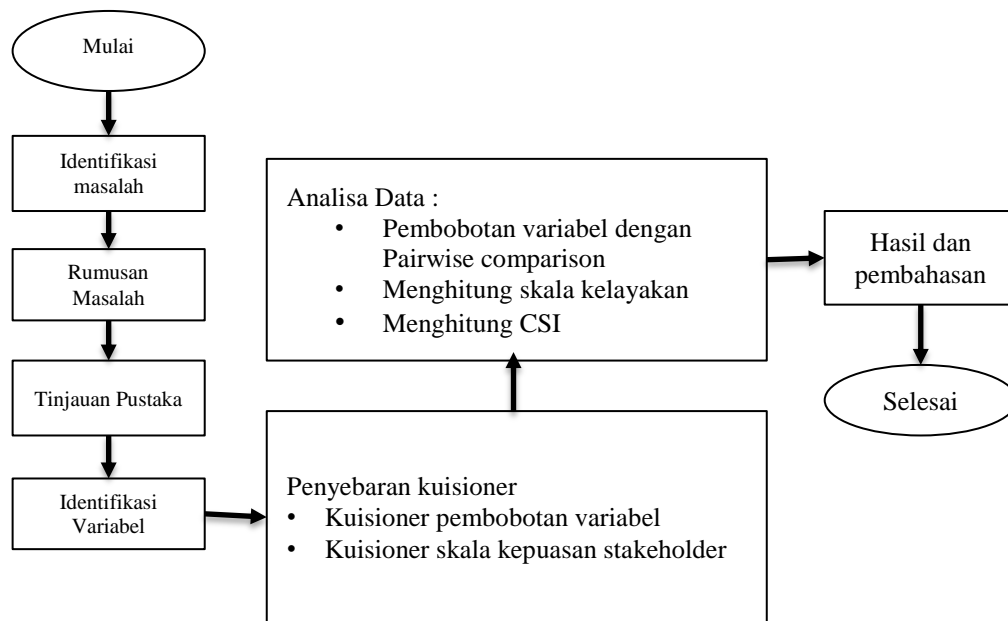 Mulai
Identifikasi
masalah
Rumusan
Masalah
Tinjauan Pustaka
Identifikasi
Variabel
Penyebaran kuisioner
• Kuisioner pembobotan variabel
• Kuisioner skala kepuasan stakeholder
Analisa Data :
• Pembobotan variabel dengan
Pairwise comparison
• Menghitung skala kelayakan
• Menghitung CSI
Hasil dan
pembahasan
Selesai